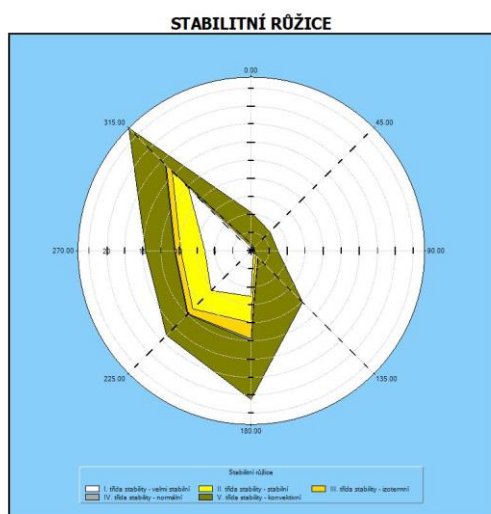 STABILITNÍ RŮŽICE
0.00
315.00
45.00
270.00
20
90.00
225.00
135.00
180.00
Stabilitní růžice
I. třída stability - velmi stabilní
II. třída stability - stabilní
III. třída stability - izotermní
IV. třída stability - normální
V. třída stability - konvektivní